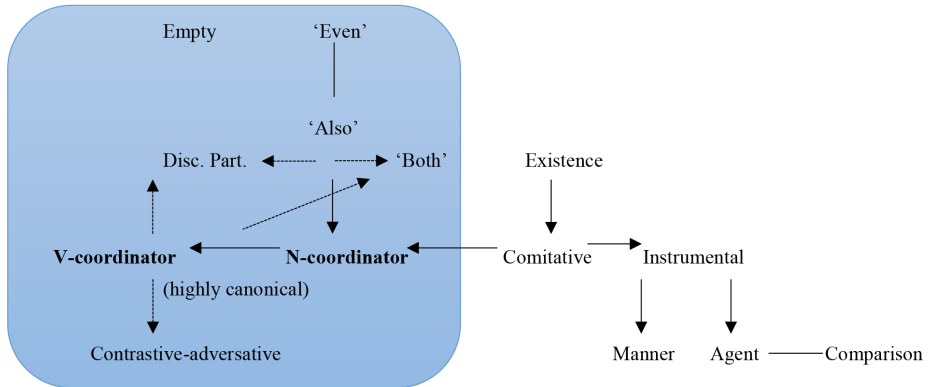 Empty ‘Even’
‘Also’
Disc. Part. ‘Both’ Existence
V-coordinator N-coordinator Comitative Instrumental
(highly canonical)
Contrastive-adversative Manner Agent Comparison